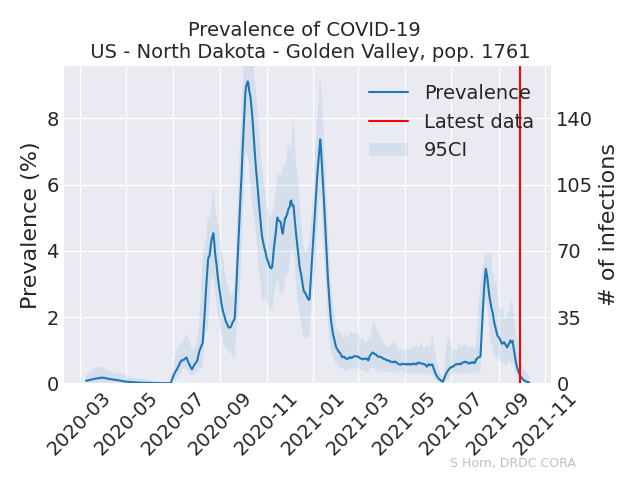 Prevalence of COVID-19
US - North Dakota - Golden Valley, pop. 1761
Prevalence
Latest data
95CI
Prevalence (%)
8
6
4
2
0
140
105
70
35
0
# of infections
2020-03
2020-05
2020-07
2020-09
2020-11
2021-01
2021-03
2021-05
2021-07
2021-09
2021-11
S Horn, DRDC CORA